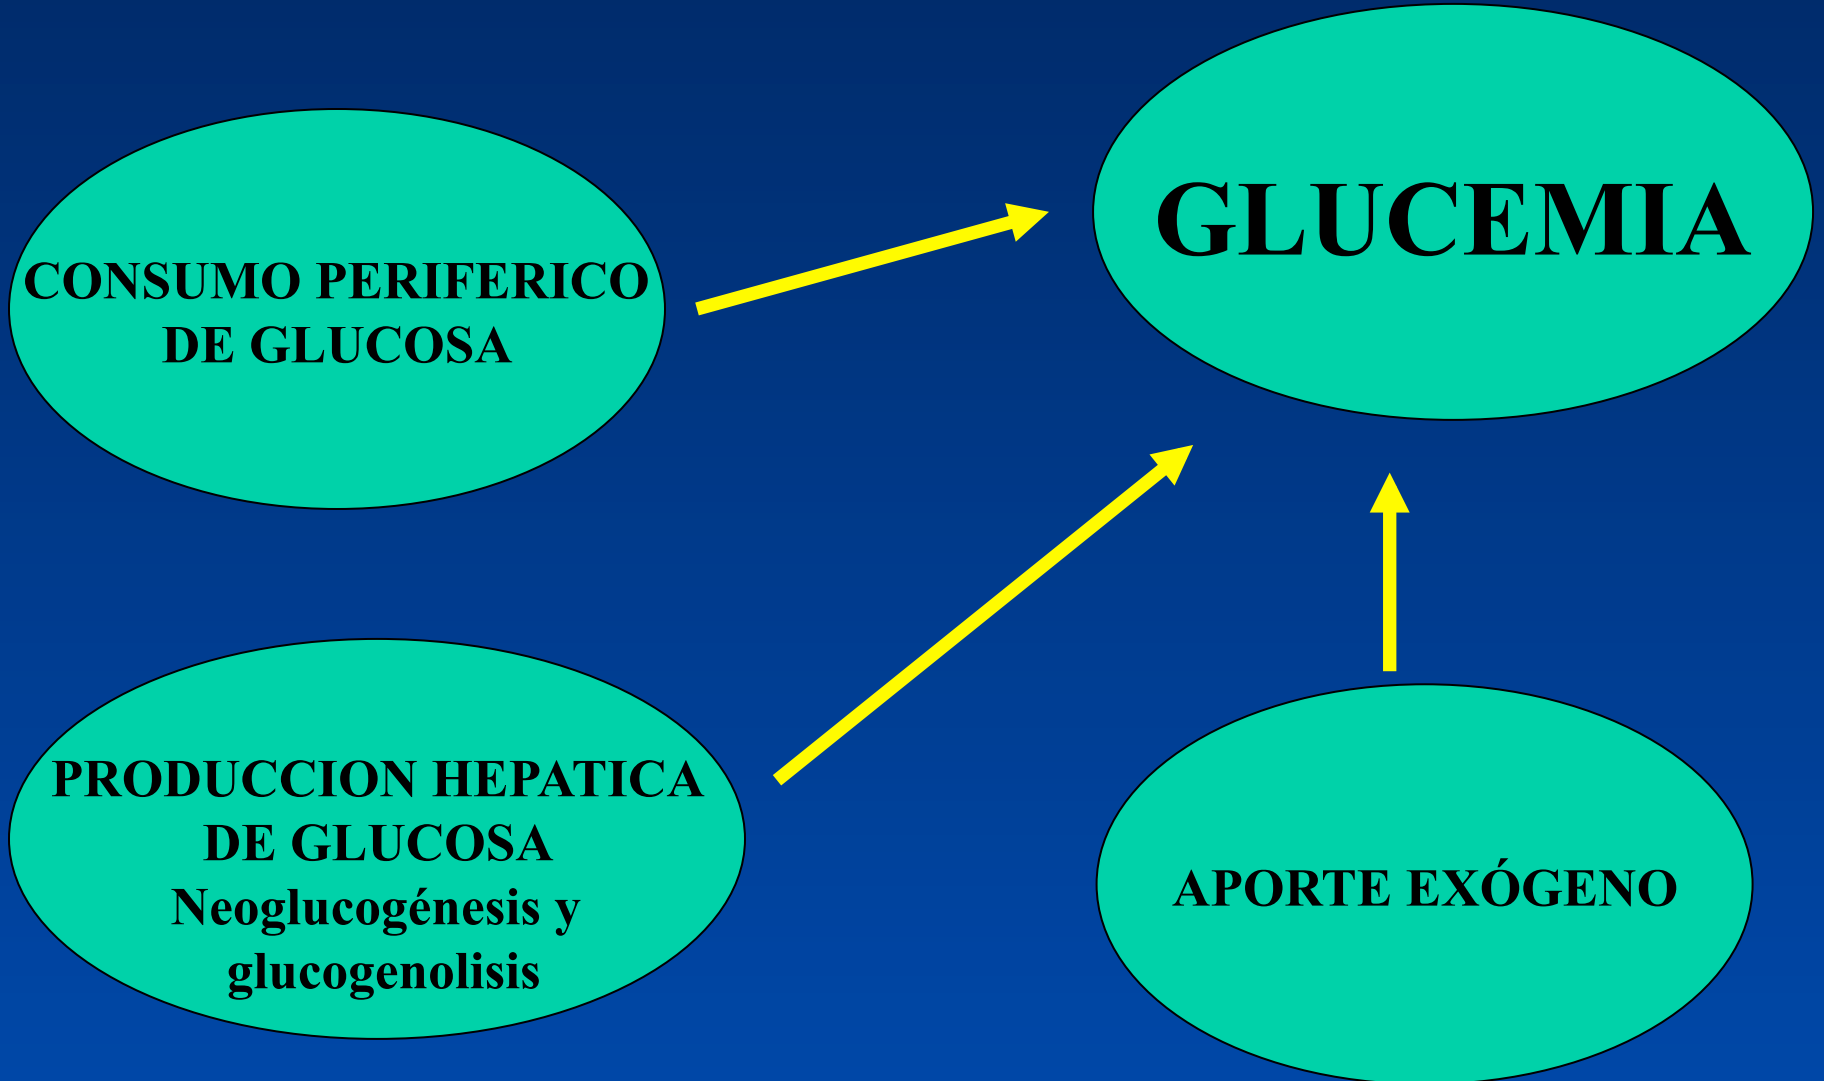 GLUCEMIA
CONSUMO PERIFERICO
DE GLUCOSA
PRODUCCION HEPATICA
DE GLUCOSA
Neoglucogénesis y
glucogenolisis
APORTE EXÓGENO